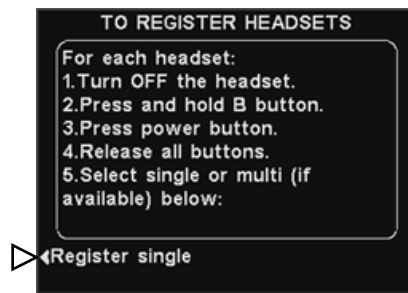 TO REGISTER HEADSETS
For each headset:
1.Turn OFF the headset.
2.Press and hold B button.
3.Press power button.
4.Release all buttons.
5.Select single or multi (if
available) below:
Register single